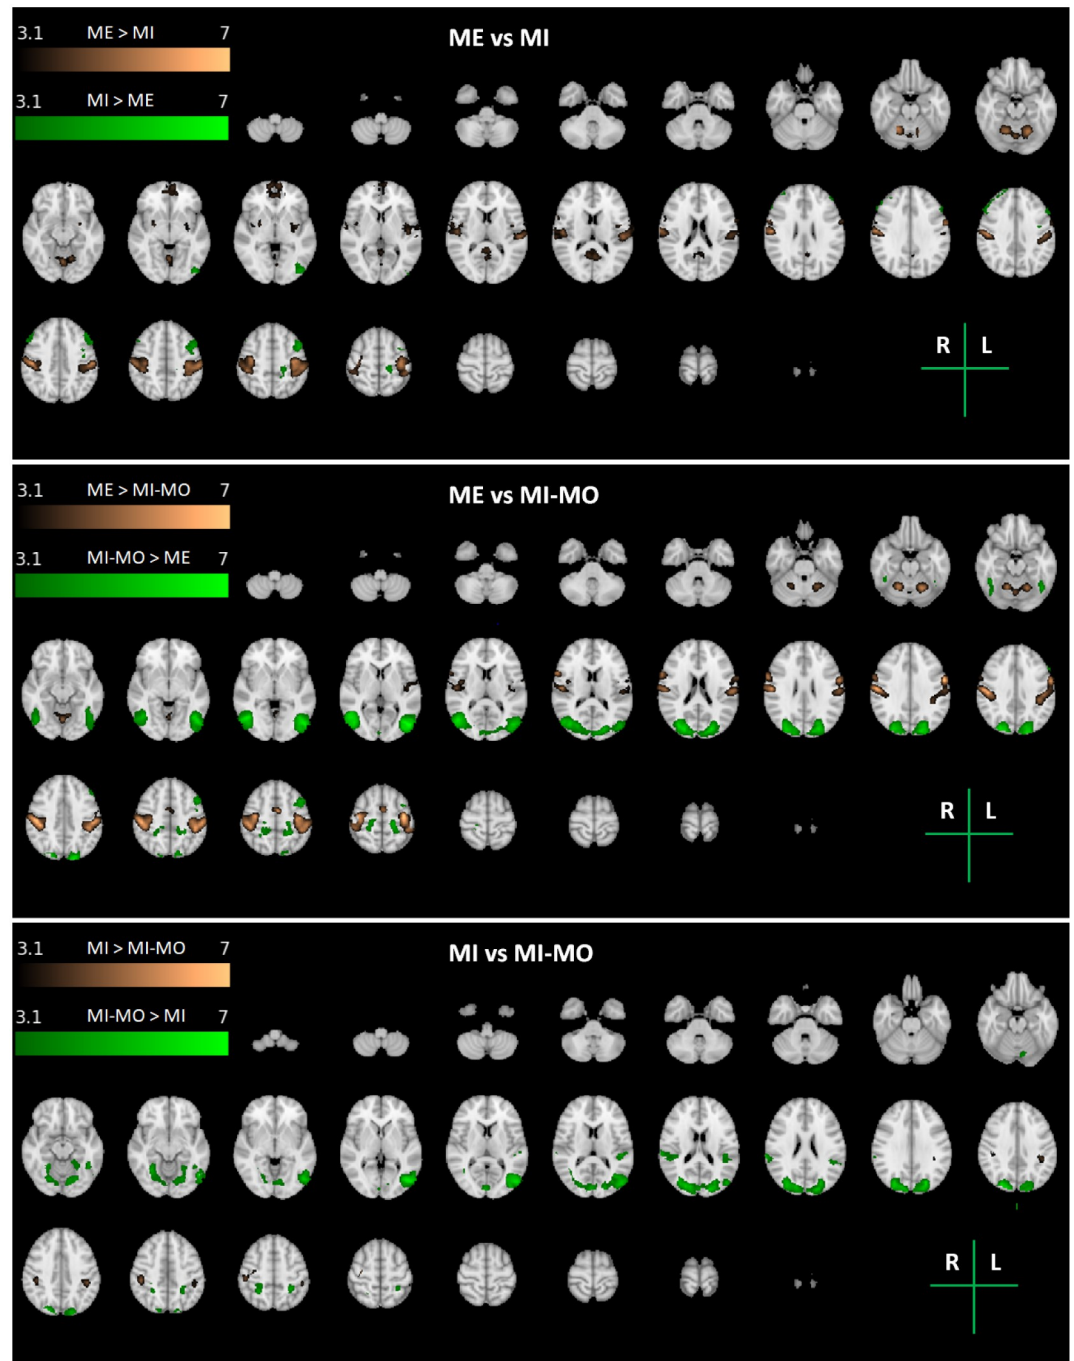 3.1 ME > MI 7
ME vs MI
3.1 MI > ME 7
R L
3.1 ME > MI-MO 7
ME vs MI-MO
3.1 MI-MO > ME 7
R L
3.1 MI > MI-MO 7
MI vs MI-MO
3.1 MI-MO > MI 7
R L